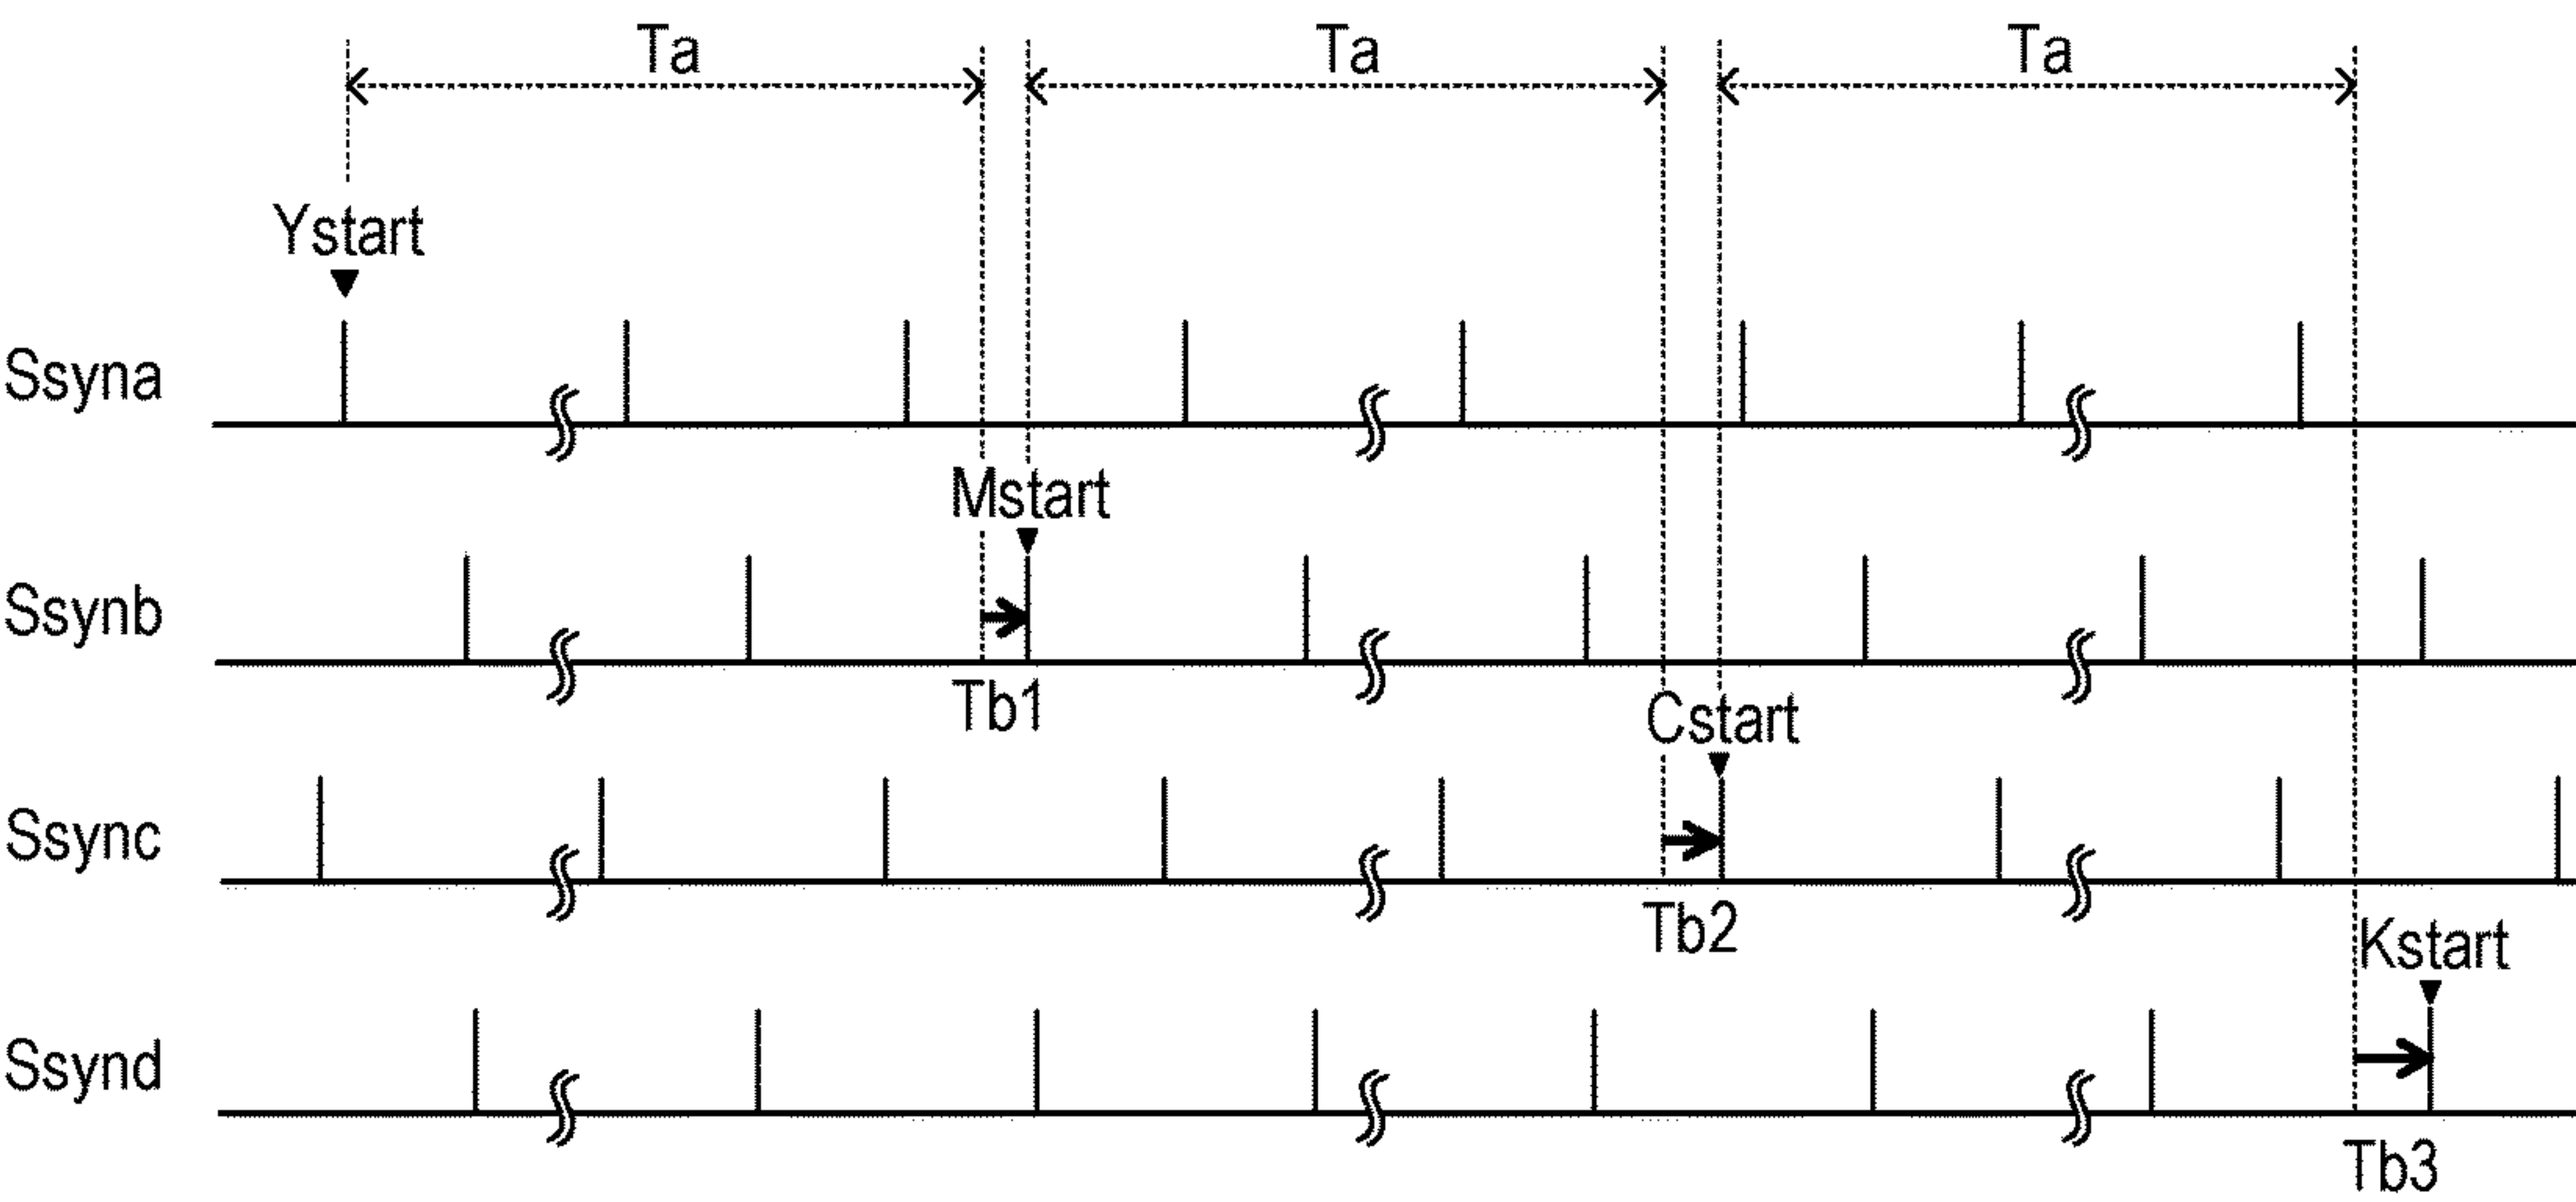 Ta Ta Ta
Ystart
Ssyna
Mstart
Ssynb
Tb1
Cstart
Ssync
Tb2
Kstart
Ssynd
Tb3